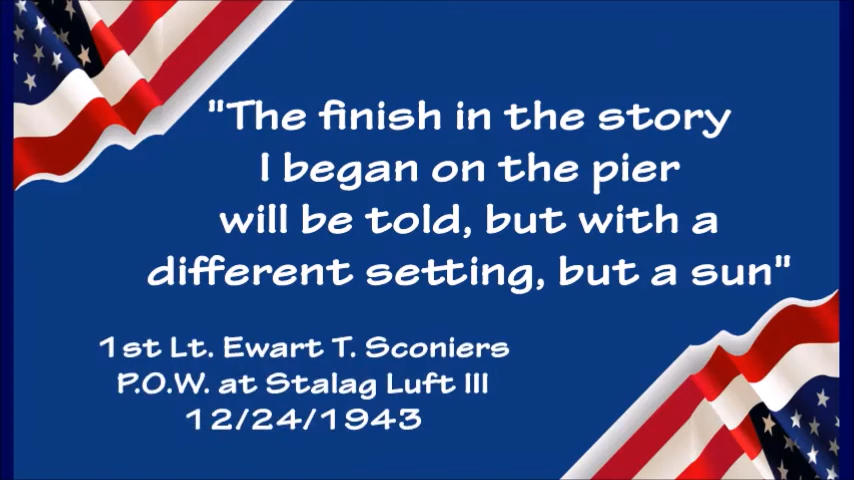 "The finish in the story
I began on the pier
will be told, but with a
different setting, but a sun"
1st Lt. Ewart T. Sconiers
P.O.W. at Stalag Luft III
12/24/1943